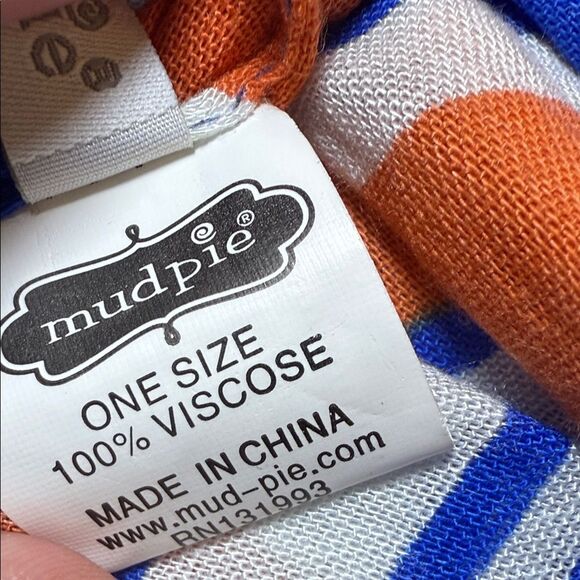 mudpie®
ONE SIZE
100% VISCOSE
MADE IN CHINA
www.mud-pie.com
RN131993